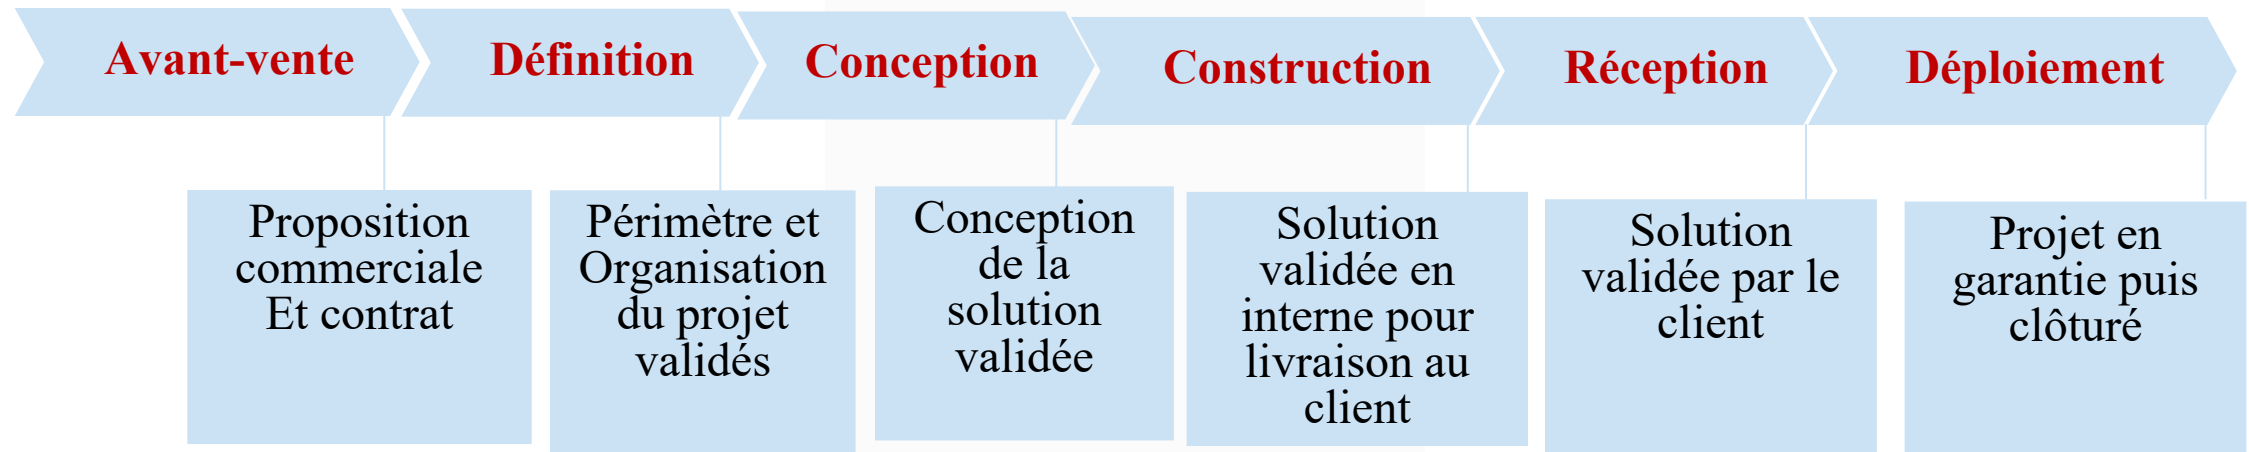 Avant-vente
Définition
Conception
Construction
Réception
Déploiement
Proposition
commerciale
Et contrat
Périmètre et
Organisation
du projet
validés
Conception
de la
solution
validée
Solution
validée en
interne pour
livraison au
client
Solution
validée par le
client
Projet en
garantie puis
clôturé